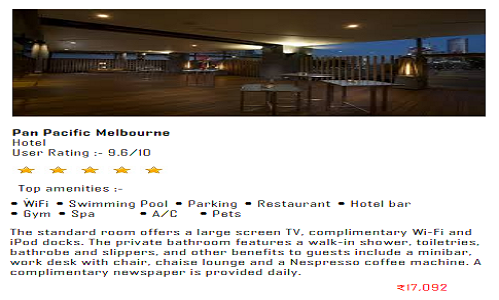 Pan Pacific Melbourne
Hotel
User Rating :- 9.6/10
Top amenities :-
• WiFi • Swimming Pool • Parking • Restaurant • Hotel bar
• Gym • Spa • A/C • Pets
The standard room offers a large screen TV, complimentary Wi-Fi and
iPod docks. The private bathroom features a walk-in shower, toiletries,
bathrobe and slippers, and other benefits to guests include a minibar,
work desk with chair, chaise lounge and a Nespresso coffee machine. A
complimentary newspaper is provided daily.
₹17,092